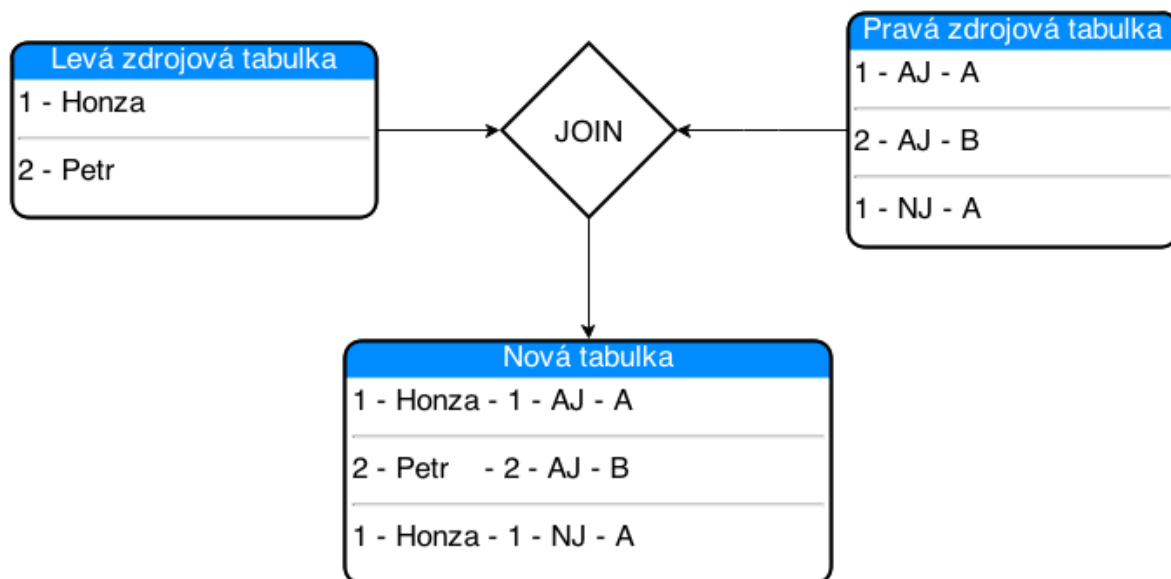 Levá zdrojová tabulka
1 - Honza
2 - Petr
JOIN
Pravá zdrojová tabulka
1 - AJ - A
2 - AJ - B
1 - NJ - A
Nová tabulka
1 - Honza - 1 - AJ - A
2 - Petr - 2 - AJ - B
1 - Honza - 1 - NJ - A